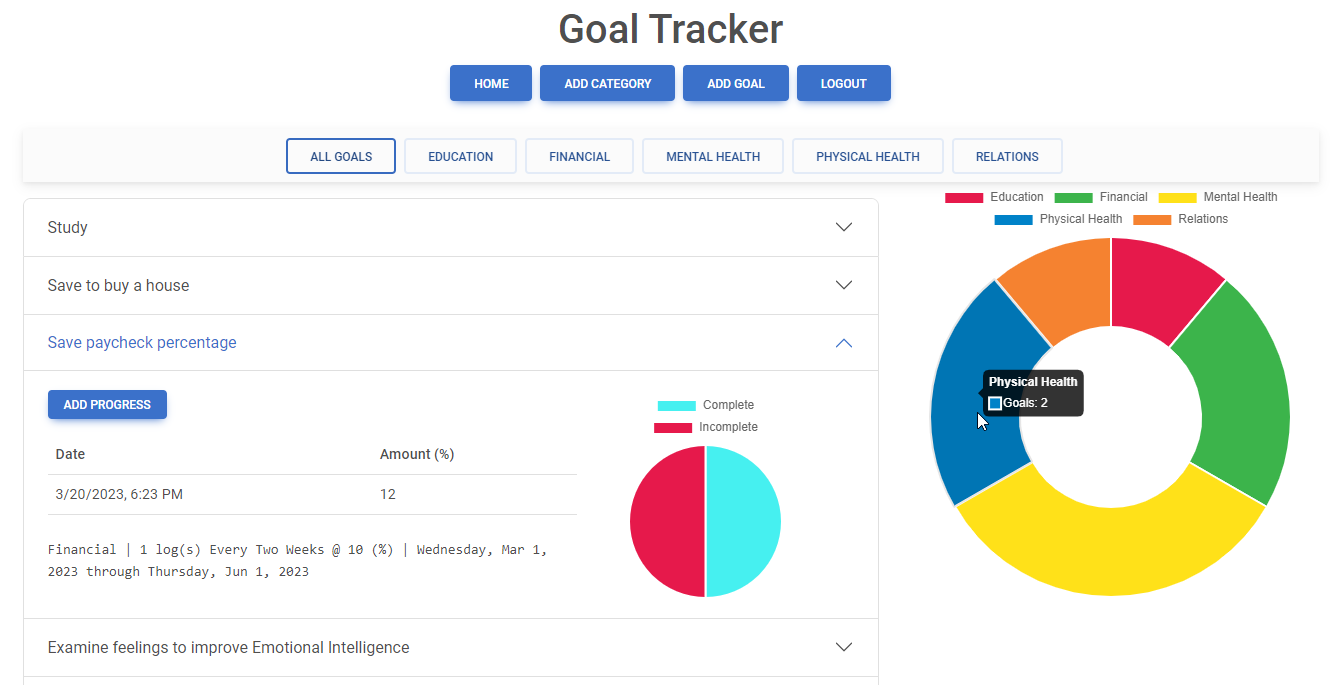 Goal Tracker
HOME ADD CATEGORY ADD GOAL LOGOUT
ALL GOALS EDUCATION FINANCIAL MENTAL HEALTH PHYSICAL HEALTH RELATIONS
Study
Save to buy a house
Save paycheck percentage
ADD PROGRESS
Date Amount (%)
3/20/2023, 6:23 PM 12
Financial | 1 log(s) Every Two Weeks @ 10 (%) | Wednesday, Mar 1,
2023 through Thursday, Jun 1, 2023
Complete
Incomplete
Examine feelings to improve Emotional Intelligence
Education Financial Mental Health
Physical Health Relations
Physical Health
Goals: 2